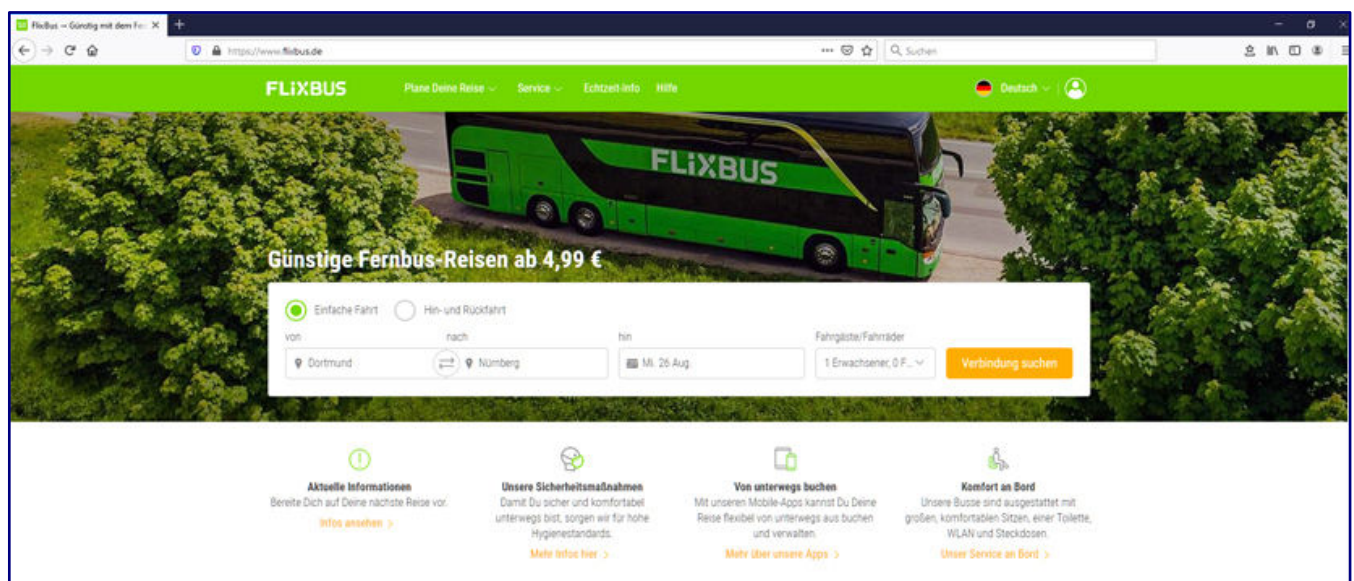 FlixBus – Günstig mit dem Fer
https://www.flixbus.de
Suchen
FLiXBUS Plane Deine Reise Service Echtzeit-Info Hilfe Deutsch
FLiXBUS
Günstige Fernbus-Reisen ab 4,99 €
Einfache Fahrt Hin- und Rückfahrt
von nach hin Fahrgäste/Fahrräder
Dortmund Nürnberg Mi. 26 Aug. 1 Erwachsener, 0 F... Verbindung suchen
Aktuelle Informationen
Bereite Dich auf Deine nächste Reise vor.
Infos ansehen >
Unsere Sicherheitsmaßnahmen
Damit Du sicher und komfortabel
unterwegs bist, sorgen wir für hohe
Hygienestandards.
Mehr Infos hier >
Von unterwegs buchen
Mit unseren Mobile-Apps kannst Du Deine
Reise flexibel von unterwegs aus buchen
und verwalten.
Mehr über unsere Apps >
Komfort an Bord
Unsere Busse sind ausgestattet mit
großen, komfortablen Sitzen, einer Toilette,
WLAN und Steckdosen.
Unser Service an Bord >